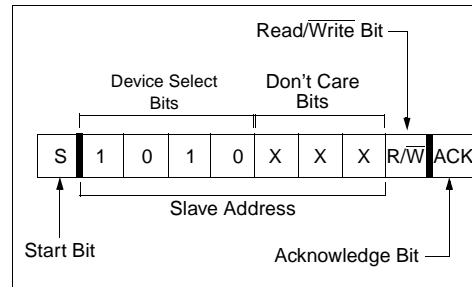 Read/Write Bit
Device Select Bits
Don't Care Bits
S 1 0 1 0 X X X R/W ACK
Slave Address
Start Bit
Acknowledge Bit